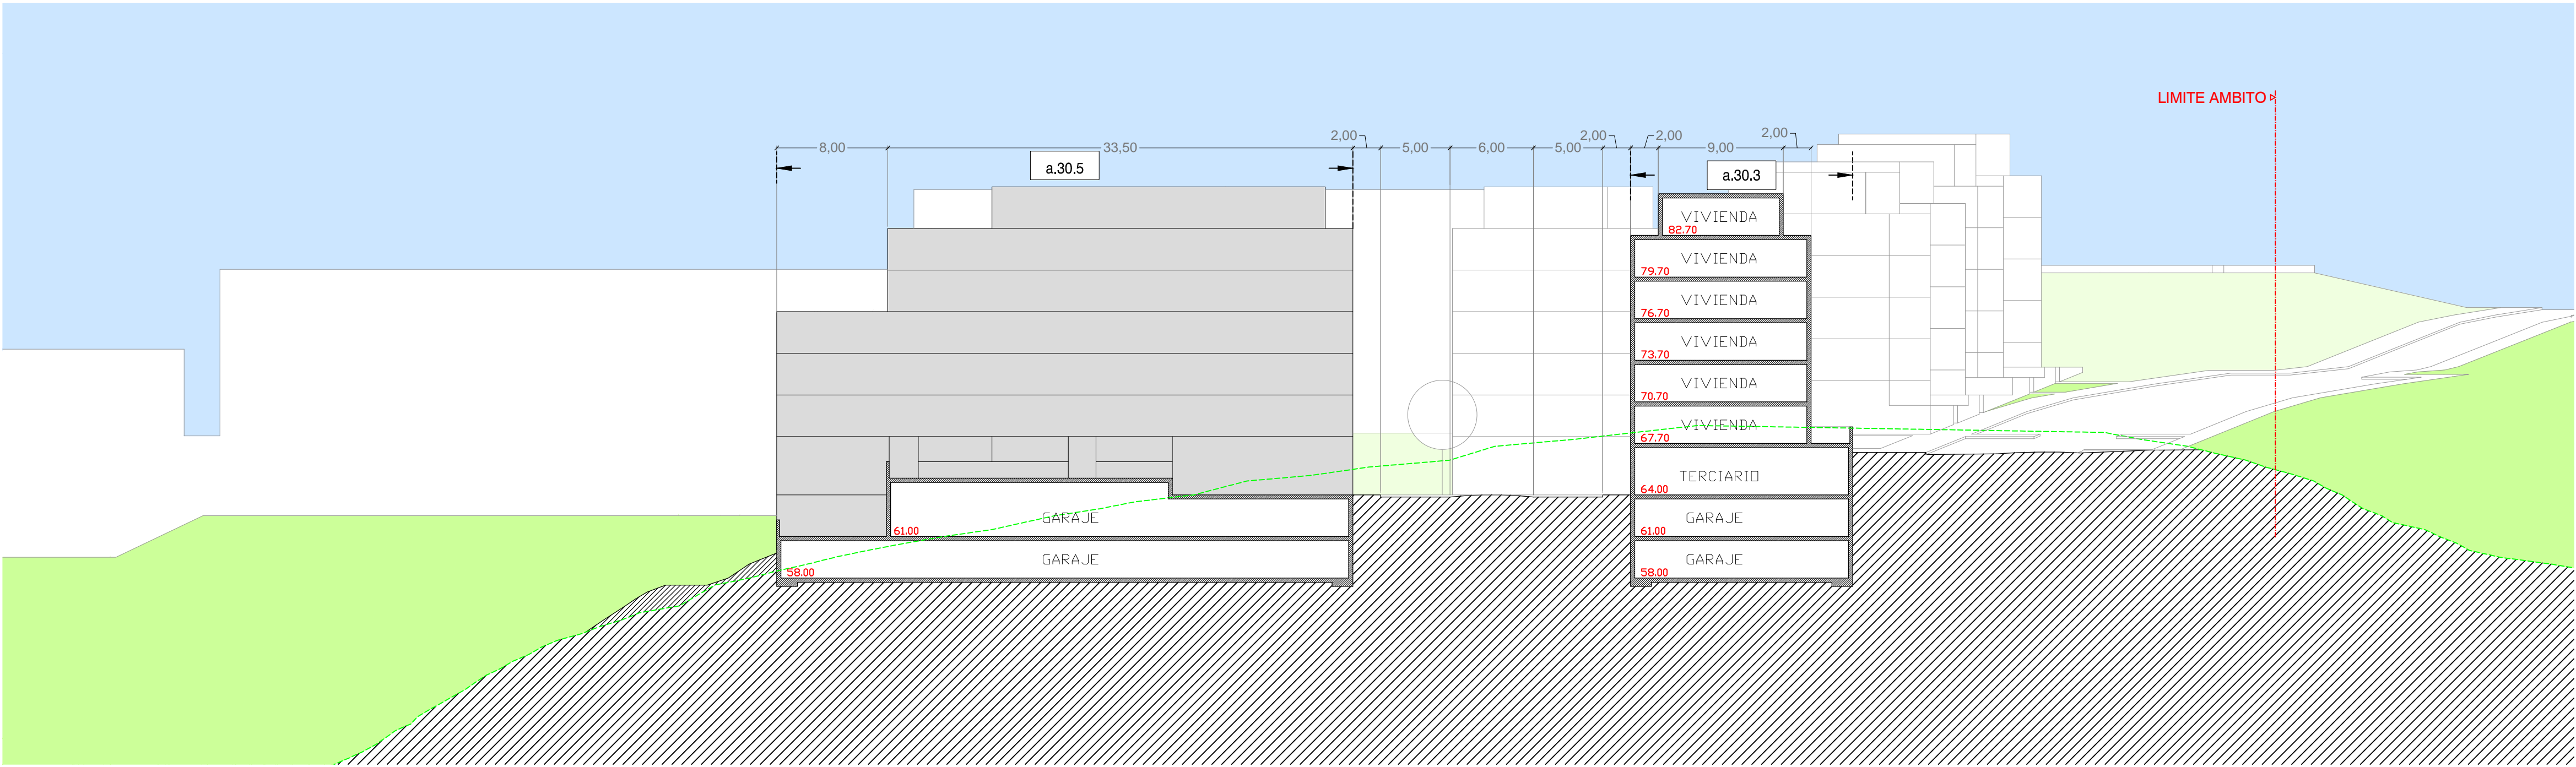 LIMITE AMBITO
2,00 2,00 2,00 2,00
8,00 33,50 5,00 6,00 5,00 9,00
a.30.5 a.30.3
VIVIENDA
82.70
VIVIENDA
79.70
VIVIENDA
76.70
VIVIENDA
73.70
VIVIENDA
70.70
VIVIENDA
67.70
TERCIARIO
64.00
GARAJE GARAJE
61.00 61.00
GARAJE GARAJE
58.00 58.00